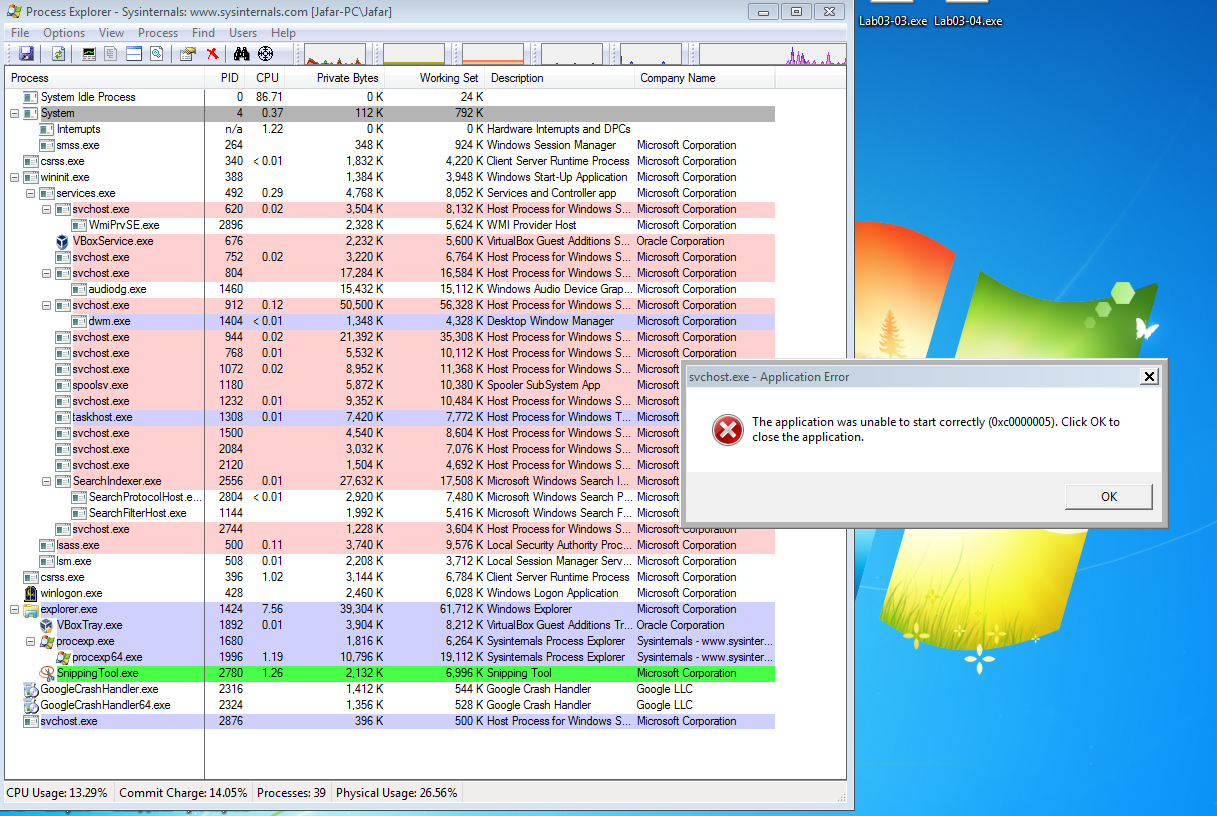 Process Explorer - Sysinternals: www.sysinternals.com [Jafar-PC\Jafar]
File Options View Process Find Users Help
Process PID CPU Private Bytes Working Set Description Company Name
System Idle Process 0 86.71 0 K 24 K
System 4 0.37 112 K 792 K
Interrupts n/a 1.22 0 K 0 K Hardware Interrupts and DPCs
smss.exe 264 348 K 924 K Windows Session Manager Microsoft Corporation
csrss.exe 340 < 0.01 1,832 K 4,220 K Client Server Runtime Process Microsoft Corporation
wininit.exe 388 1,384 K 3,948 K Windows Start-Up Application Microsoft Corporation
services.exe 492 0.29 4,768 K 8,052 K Services and Controller app Microsoft Corporation
svchost.exe 620 0.02 3,504 K 8,132 K Host Process for Windows S... Microsoft Corporation
WmiPrvSE.exe 2896 2,328 K 5,624 K WMI Provider Host Microsoft Corporation
VBoxService.exe 676 2,232 K 5,600 K VirtualBox Guest Additions S... Oracle Corporation
svchost.exe 752 0.02 3,220 K 6,764 K Host Process for Windows S... Microsoft Corporation
svchost.exe 804 17,284 K 16,584 K Host Process for Windows S... Microsoft Corporation
audiodg.exe 1460 15,432 K 15,112 K Windows Audio Device Grap... Microsoft Corporation
svchost.exe 912 0.12 50,500 K 56,328 K Host Process for Windows S... Microsoft Corporation
dwm.exe 1404 < 0.01 1,348 K 4,328 K Desktop Window Manager Microsoft Corporation
svchost.exe 944 0.02 21,392 K 35,308 K Host Process for Windows S... Microsoft Corporation
svchost.exe 768 0.01 5,532 K 10,112 K Host Process for Windows S... Microsoft Corporation
svchost.exe 1072 0.02 8,952 K 11,368 K Host Process for Windows S... Microsoft
spoolsv.exe 1180 5,872 K 10,380 K Spooler SubSystem App Microsoft
svchost.exe 1232 0.01 9,352 K 10,484 K Host Process for Windows S... Microsoft
taskhost.exe 1308 0.01 7,420 K 7,772 K Host Process for Windows T... Microsoft
svchost.exe 1500 4,540 K 8,604 K Host Process for Windows S... Microsoft
svchost.exe 2084 3,032 K 7,076 K Host Process for Windows S... Microsoft
svchost.exe 2120 1,504 K 4,692 K Host Process for Windows S... Microsoft
SearchIndexer.exe 2556 0.01 27,632 K 17,508 K Microsoft Windows Search I... Microsoft
SearchProtocolHost.e... 2804 < 0.01 2,920 K 7,480 K Microsoft Windows Search P... Microsoft
SearchFilterHost.exe 1144 1,992 K 5,416 K Microsoft Windows Search F... Microsoft
svchost.exe 2744 1,228 K 3,604 K Host Process for Windows S... Microsoft Corporation
lsass.exe 500 0.11 3,740 K 9,576 K Local Security Authority Proc... Microsoft Corporation
lsm.exe 508 0.01 2,208 K 3,712 K Local Session Manager Serv... Microsoft Corporation
csrss.exe 396 1.02 3,144 K 6,784 K Client Server Runtime Process Microsoft Corporation
winlogon.exe 428 2,460 K 6,028 K Windows Logon Application Microsoft Corporation
explorer.exe 1424 7.56 39,304 K 61,712 K Windows Explorer Microsoft Corporation
VBoxTray.exe 1892 0.01 3,904 K 8,212 K VirtualBox Guest Additions Tr... Oracle Corporation
procexp.exe 1680 1,816 K 6,264 K Sysinternals Process Explorer Sysinternals - www.sysinter...
procexp64.exe 1996 1.19 10,796 K 19,112 K Sysinternals Process Explorer Sysinternals - www.sysinter...
SnippingTool.exe 2780 1.26 2,132 K 6,996 K Snipping Tool Microsoft Corporation
GoogleCrashHandler.exe 2316 1,412 K 544 K Google Crash Handler Google LLC
GoogleCrashHandler64.exe 2324 1,356 K 528 K Google Crash Handler Google LLC
svchost.exe 2876 396 K 500 K Host Process for Windows S... Microsoft Corporation
CPU Usage: 13.29% Commit Charge: 14.05% Processes: 39 Physical Usage: 26.56%
Lab03-03.exe Lab03-04.exe
svchost.exe - Application Error
The application was unable to start correctly (0xc0000005). Click OK to
close the application.
OK